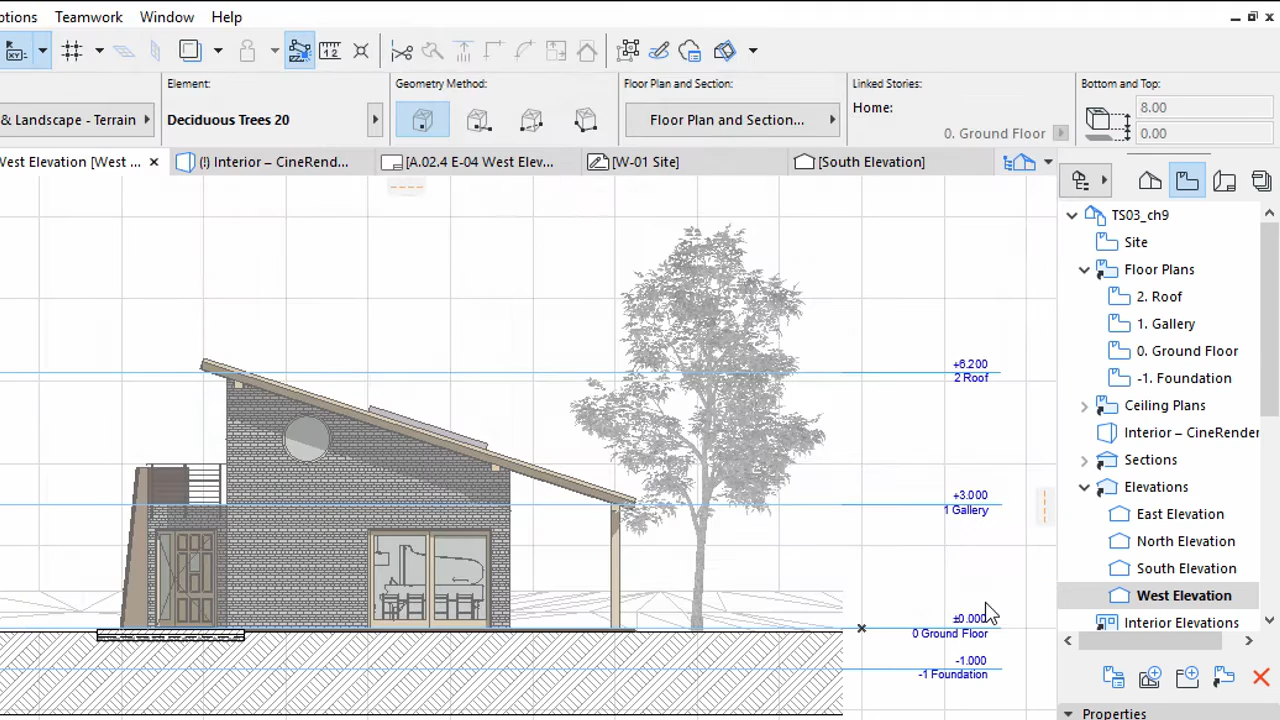 ptions Teamwork Window Help
XYZ: 12
Element: Geometry Method: Floor Plan and Section: Linked Stories: Bottom and Top:
& Landscape - Terrain Deciduous Trees 20 Floor Plan and Section... Home: 8.00
0. Ground Floor 0.00
West Elevation [West ... (!) Interior – CineRend... [A.02.4 E-04 West Elev... [W-01 Site] [South Elevation]
TS03_ch9
Site
Floor Plans
2. Roof
1. Gallery
0. Ground Floor
-1. Foundation
Ceiling Plans
Interior – CineRender
Sections
Elevations
East Elevation
North Elevation
South Elevation
West Elevation
Interior Elevations
Properties
+6.200
2 Roof
+3.000
1 Gallery
±0.000
0 Ground Floor
-1.000
-1 Foundation